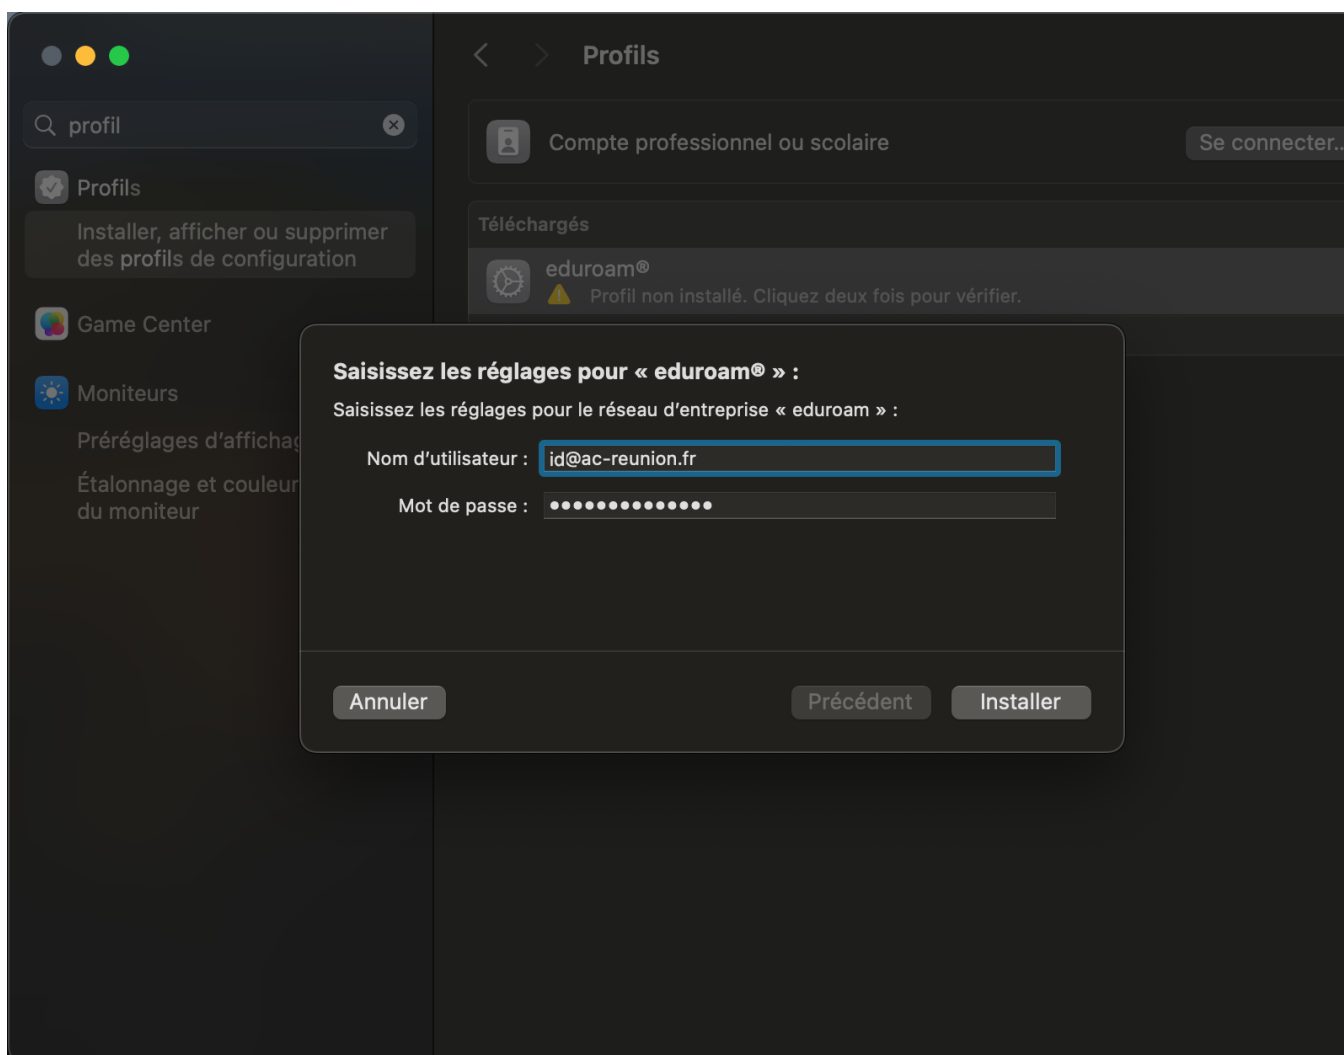 Profils
profil
Compte professionnel ou scolaire
Se connecter...
Profils
Installer, afficher ou supprimer
des profils de configuration
Téléchargés
eduroam®
Profil non installé. Cliquez deux fois pour vérifier.
Game Center
Moniteurs
Préréglages d'affichag
Étalonnage et couleur
du moniteur
Saisissez les réglages pour « eduroam® » :
Saisissez les réglages pour le réseau d'entreprise « eduroam » :
Nom d'utilisateur :
id@ac-reunion.fr
Mot de passe :
••••••••••••••
Annuler
Précédent
Installer